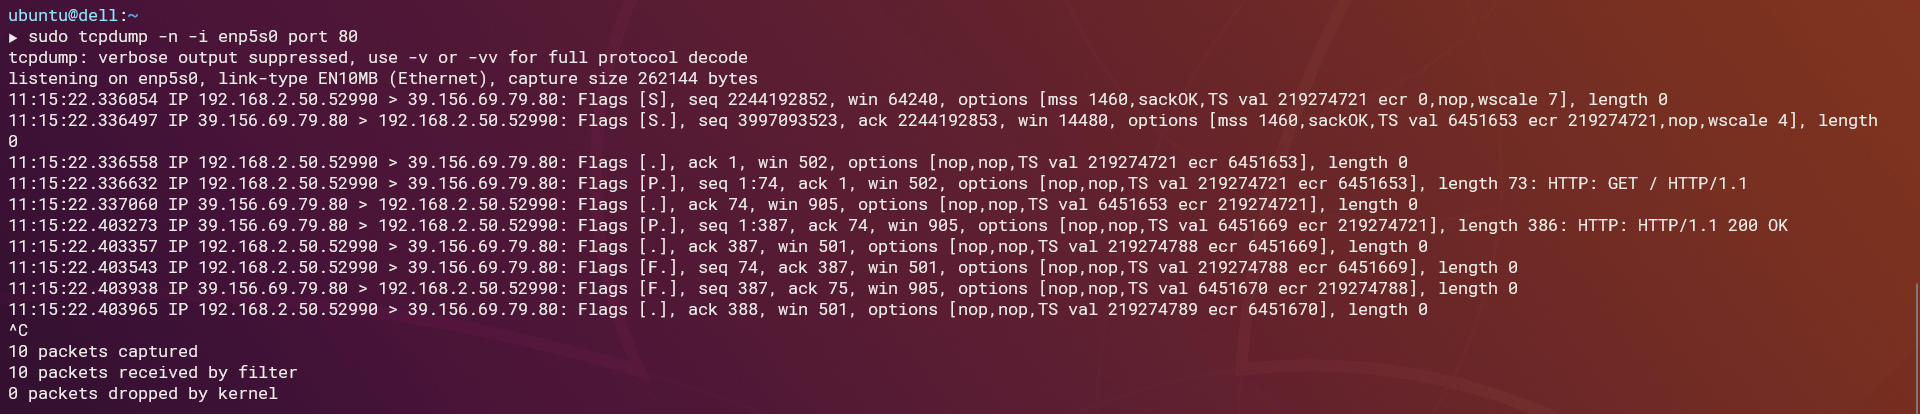 ubuntu@dell:~
▶ sudo tcpdump -n -i enp5s0 port 80
tcpdump: verbose output suppressed, use -v or -vv for full protocol decode
listening on enp5s0, link-type EN10MB (Ethernet), capture size 262144 bytes
11:15:22.336054 IP 192.168.2.50.52990 > 39.156.69.79.80: Flags [S], seq 2244192852, win 64240, options [mss 1460,sackOK,TS val 219274721 ecr 0,nop,wscale 7], length 0
11:15:22.336497 IP 39.156.69.79.80 > 192.168.2.50.52990: Flags [S.], seq 3997093523, ack 2244192853, win 14480, options [mss 1460,sackOK,TS val 6451653 ecr 219274721,nop,wscale 4], length
0
11:15:22.336558 IP 192.168.2.50.52990 > 39.156.69.79.80: Flags [.], ack 1, win 502, options [nop,nop,TS val 219274721 ecr 6451653], length 0
11:15:22.336632 IP 192.168.2.50.52990 > 39.156.69.79.80: Flags [P.], seq 1:74, ack 1, win 502, options [nop,nop,TS val 219274721 ecr 6451653], length 73: HTTP: GET / HTTP/1.1
11:15:22.337060 IP 39.156.69.79.80 > 192.168.2.50.52990: Flags [.], ack 74, win 905, options [nop,nop,TS val 6451653 ecr 219274721], length 0
11:15:22.403273 IP 39.156.69.79.80 > 192.168.2.50.52990: Flags [P.], seq 1:387, ack 74, win 905, options [nop,nop,TS val 6451669 ecr 219274721], length 386: HTTP: HTTP/1.1 200 OK
11:15:22.403357 IP 192.168.2.50.52990 > 39.156.69.79.80: Flags [.], ack 387, win 501, options [nop,nop,TS val 219274788 ecr 6451669], length 0
11:15:22.403543 IP 192.168.2.50.52990 > 39.156.69.79.80: Flags [F.], seq 74, ack 387, win 501, options [nop,nop,TS val 219274788 ecr 6451669], length 0
11:15:22.403938 IP 39.156.69.79.80 > 192.168.2.50.52990: Flags [F.], seq 387, ack 75, win 905, options [nop,nop,TS val 6451670 ecr 219274788], length 0
11:15:22.403965 IP 192.168.2.50.52990 > 39.156.69.79.80: Flags [.], ack 388, win 501, options [nop,nop,TS val 219274789 ecr 6451670], length 0
^C
10 packets captured
10 packets received by filter
0 packets dropped by kernel